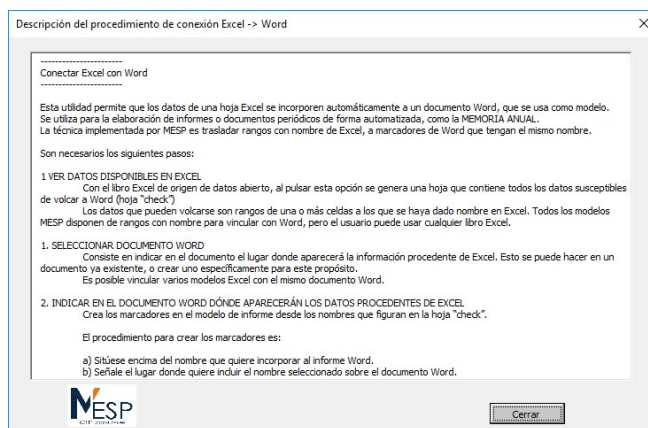 Descripción del procedimiento de conexión Excel -> Word
----------------------
Conectar Excel con Word
----------------------
Esta utilidad permite que los datos de una hoja Excel se incorporen automáticamente a un documento Word, que se usa como modelo.
Se utiliza para la elaboración de informes o documentos periódicos de forma automatizada, como la MEMORIA ANUAL.
La técnica implementada por MESP es trasladar rangos con nombre de Excel, a marcadores de Word que tengan el mismo nombre.
Son necesarios los siguientes pasos:
1 VER DATOS DISPONIBLES EN EXCEL
Con el libro Excel de origen de datos abierto, al pulsar esta opción se genera una hoja que contiene todos los datos susceptibles
de volcar a Word (hoja "check")
Los datos que pueden volcarse son rangos de una o más celdas a los que se haya dado nombre en Excel. Todos los modelos
MESP disponen de rangos con nombre para vincular con Word, pero el usuario puede usar cualquier libro Excel.
1. SELECCIONAR DOCUMENTO WORD
Consiste en indicar en el documento el lugar donde aparecerá la información procedente de Excel. Esto se puede hacer en un
documento ya existente, o crear uno específicamente para este propósito.
Es posible vincular varios modelos Excel con el mismo documento Word.
2. INDICAR EN EL DOCUMENTO WORD DÓNDE APARECERÁN LOS DATOS PROCEDENTES DE EXCEL
Crea los marcadores en el modelo de informe desde los nombres que figuran en la hoja "check".
El procedimiento para crear los marcadores es:
a) Sitúese encima del nombre que quiere incorporar al informe Word.
b) Señale el lugar donde quiere incluir el nombre seleccionado sobre el documento Word.
MESP
Cerrar